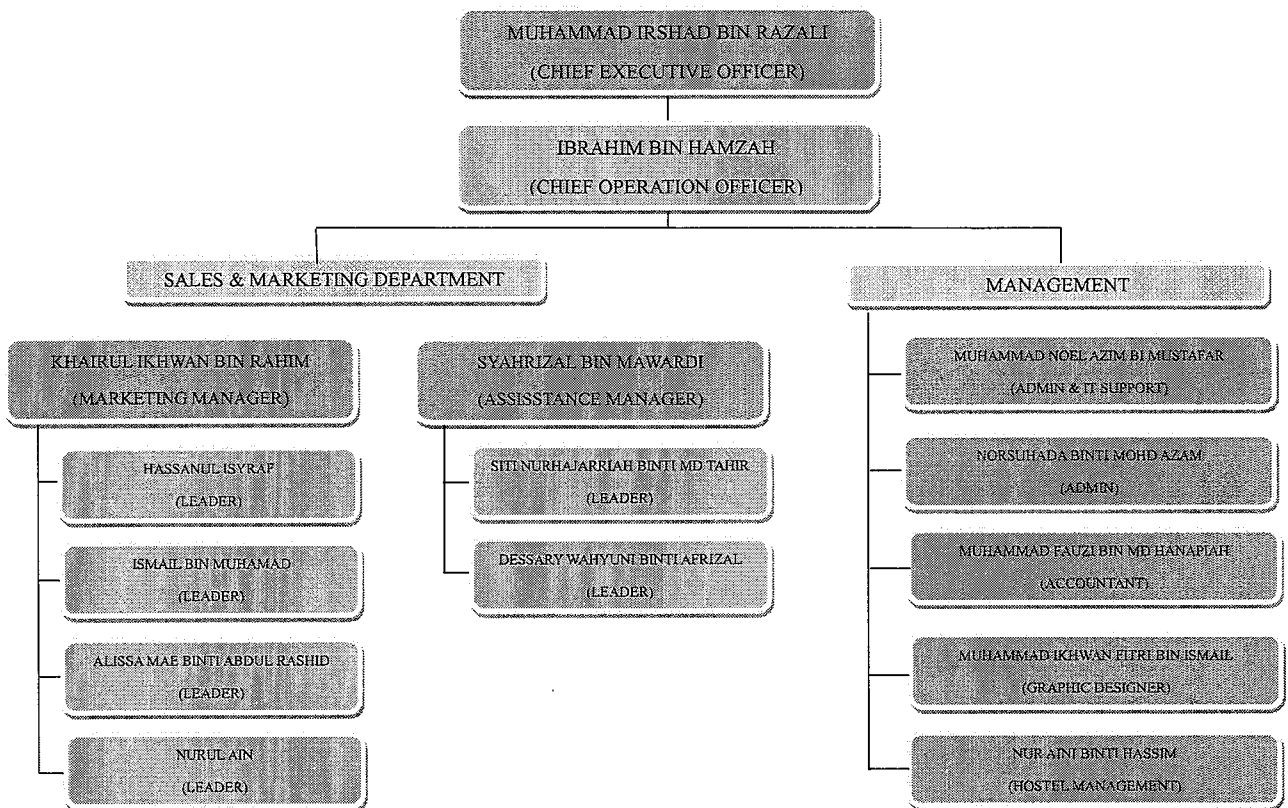 MUHAMMAD IRSHAD BIN RAZALI
(CHIEF EXECUTIVE OFFICER)
IBRAHIM BIN HAMZAH
(CHIEF OPERATION OFFICER)
SALES & MARKETING DEPARTMENT
MANAGEMENT
KHAIRUL IKHWAN BIN RAHIM
(MARKETING MANAGER)
HASSANUL ISYRAF
(LEADER)
ISMAIL BIN MUHAMAD
(LEADER)
ALISSA MAE BINTI ABDUL RASHID
(LEADER)
NURUL AIN
(LEADER)
SYAHRIZAL BIN MAWARDI
(ASSISSTANCE MANAGER)
SITI NURHAJARRIAH BINTI MD TAHIR
(LEADER)
DESSARY WAHYUNI BINTI AFRIZAL
(LEADER)
MUHAMMAD NOEL AZIM BI MUSTAFAR
(ADMIN & IT SUPPORT)
NORSUHADA BINTI MOHD AZAM
(ADMIN)
MUHAMMAD FAUZI BIN MD HANAPIAH
(ACCOUNTANT)
MUHAMMAD IKHWAN FITRI BIN ISMAIL
(GRAPHIC DESIGNER)
NUR AINI BINTI HASSIM
(HOSTEL MANAGEMENT)